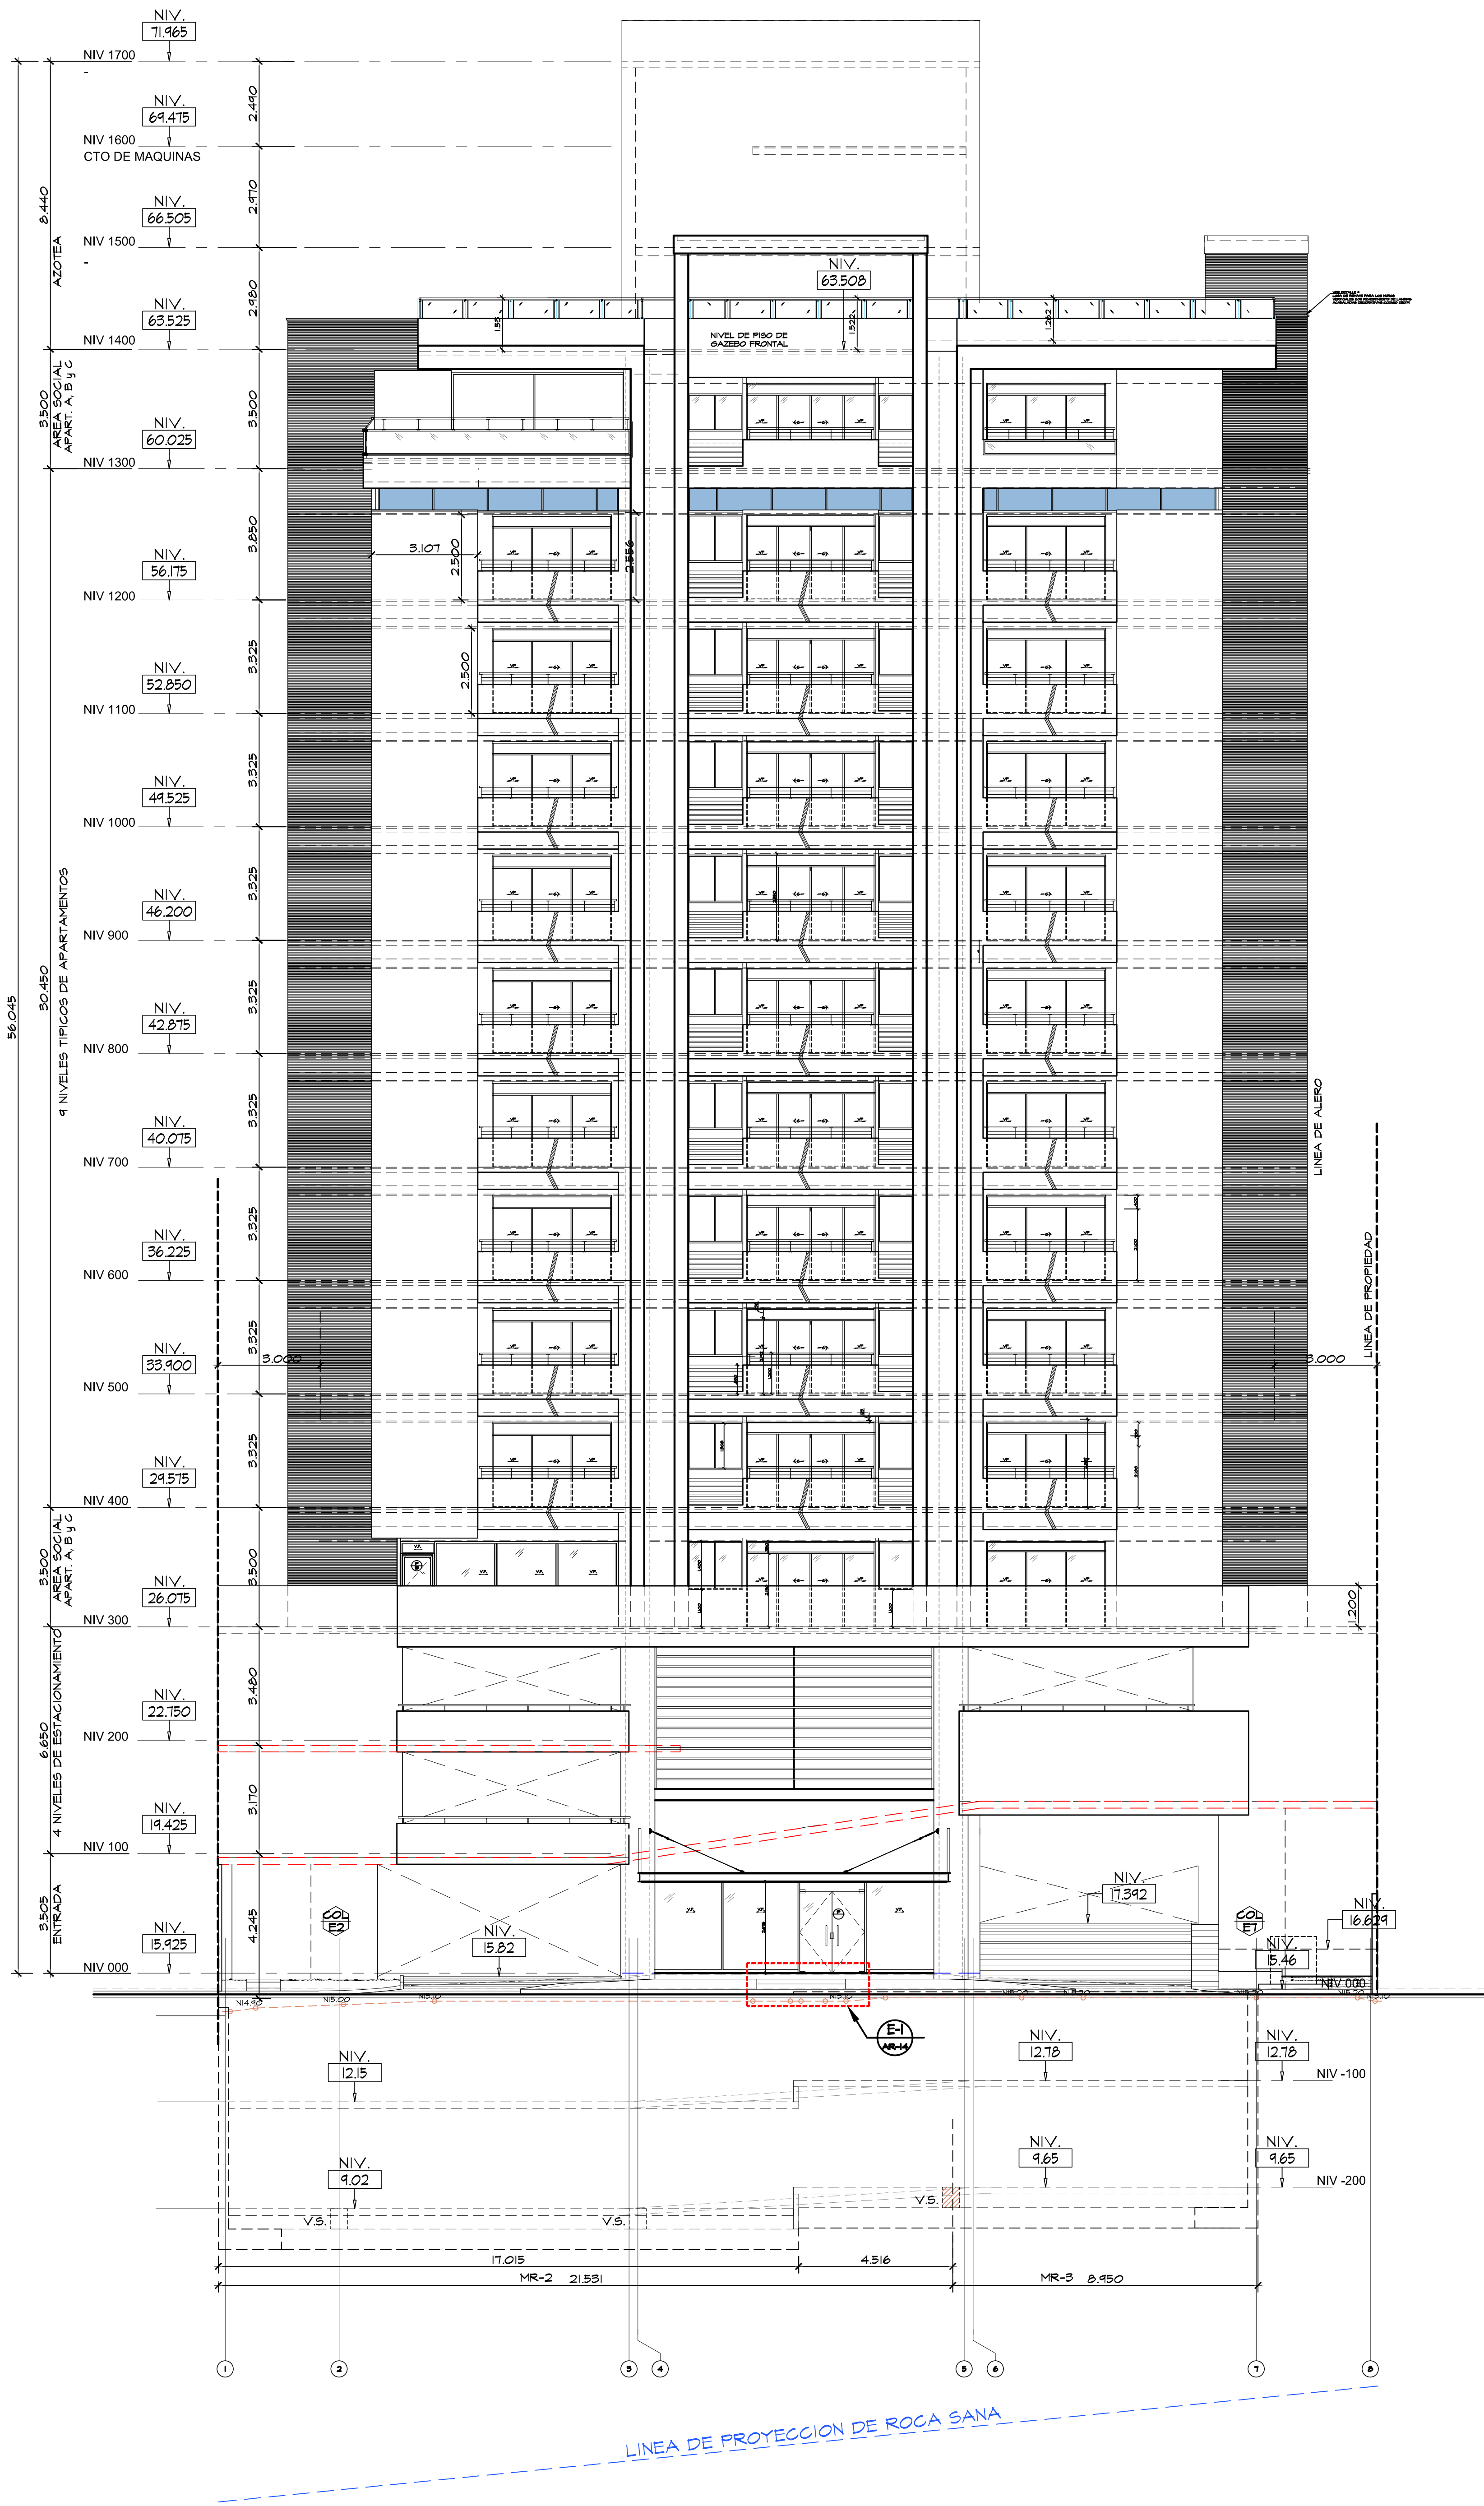 NIV.
71.965
NIV 1700
-
2.490
NIV.
69.475
NIV 1600
CTO DE MAQUINAS
2.970
8.440
AZOTEA
NIV.
66.505
NIV 1500
-
2.980
NIV.
63.508
NIVEL DE PISO DE
GAZEBO FRONTAL
1.522
1.262
NIV.
63.525
NIV 1400
3.500
AREA SOCIAL
APART. A, B y C
3.500
NIV.
60.025
NIV 1300
3.850
3.107
2.500
2.556
NIV.
56.175
NIV 1200
3.325
2.500
NIV.
52.850
NIV 1100
3.325
NIV.
49.525
NIV 1000
3.325
NIV.
46.200
NIV 900
3.325
56.045
30.450
9 NIVELES TIPICOS DE APARTAMENTOS
NIV.
42.875
NIV 800
3.325
NIV.
40.075
NIV 700
3.325
LINEA DE ALERO
LINEA DE PROPIEDAD
NIV.
36.225
NIV 600
3.325
NIV.
33.900
NIV 500
3.000
3.000
3.325
NIV.
29.575
NIV 400
3.500
AREA SOCIAL
APART. A, B y C
3.500
NIV.
26.075
NIV 300
1.200
3.480
6.650
4 NIVELES DE ESTACIONAMIENTO
NIV.
22.750
NIV 200
3.170
NIV.
19.425
NIV 100
3.505
ENTRADA
4.245
NIV.
15.925
NIV 000
COL
E2
NIV.
15.82
NIV.
17.392
COL
E7
NIV.
16.629
NIV.
15.46
NIV 000
N14.90
N15.00
N15.10
E-1
AR-14
NIV.
12.15
NIV.
12.78
NIV.
12.78
NIV -100
NIV.
9.02
NIV.
9.65
NIV.
9.65
NIV -200
V.S.
V.S.
V.S.
17.015
4.516
MR-2 21.531
MR-3 8.950
1
2
3
4
5
6
7
8
LINEA DE PROYECCION DE ROCA SANA